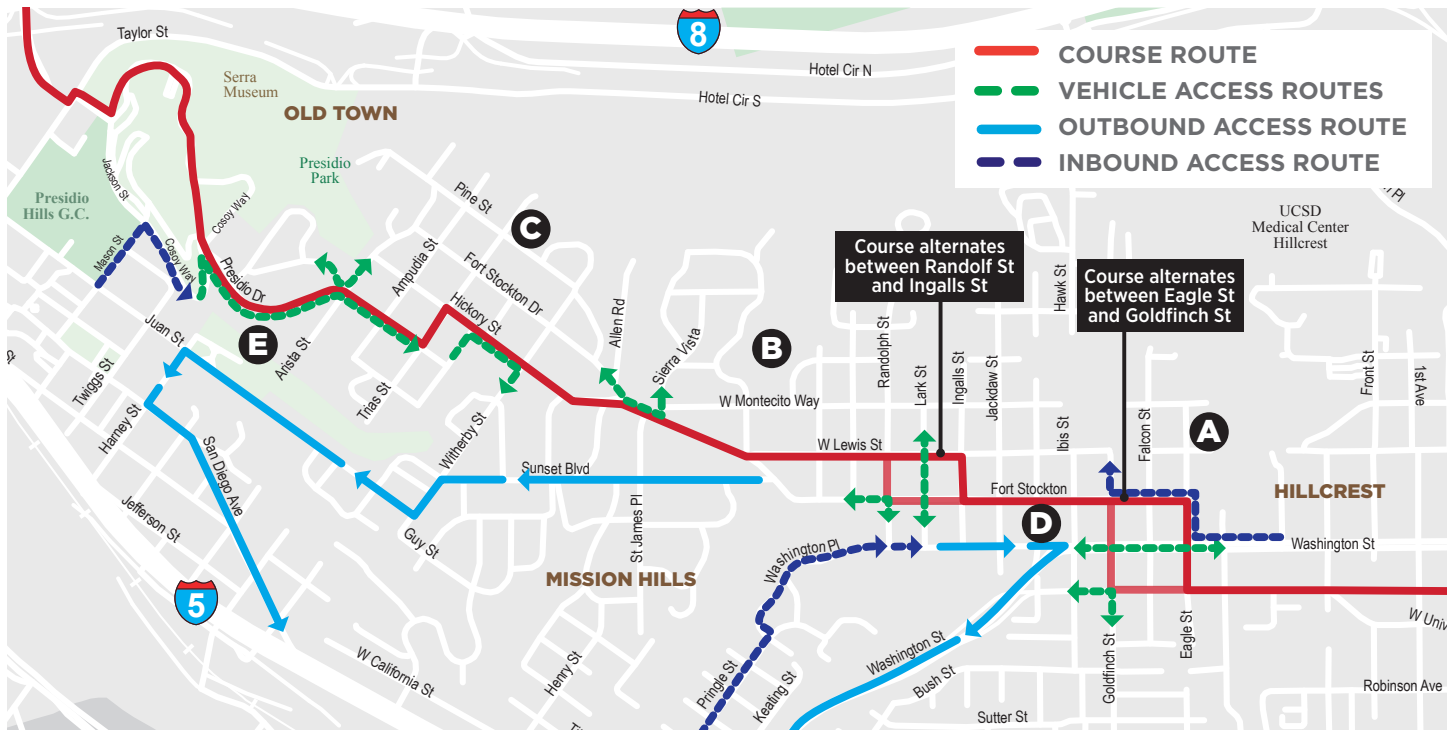 Taylor St
8
Hotel Cir N
Hotel Cir S
COURSE ROUTE
VEHICLE ACCESS ROUTES
OUTBOUND ACCESS ROUTE
INBOUND ACCESS ROUTE
Serra
Museum
OLD TOWN
Presidio
Park
Presidio
Hills G.C.
Jackson St
Cosoy Way
Mason St
Cosoy Way
Presidio Dr
Pine St
C
Ampudia St
Fort Stockton Dr
Hickory St
Allen Rd
Sierra Vista
B
UCSD
Medical Center
Hillcrest
Pl
Course alternates
between Randolf St
and Ingalls St
Course alternates
between Eagle St
and Goldfinch St
Hawk St
Juan St
E
Arista St
Trias St
Twiggs St
Harney St
San Diego Ave
Witherby St
W Montecito Way
Randolph St
Lark St
Ingalls St
Jackdaw St
Ibis St
Falcon St
A
Front St
1st Ave
W Lewis St
Sunset Blvd
Fort Stockton
HILLCREST
D
Jefferson St
Guy St
St James Pl
Washington Pl
Washington St
MISSION HILLS
5
W California St
Henry St
Pringle St
Keating St
Washington St
Bush St
Goldfinch St
Eagle St
W Univ
Robinson Ave
Sutter St